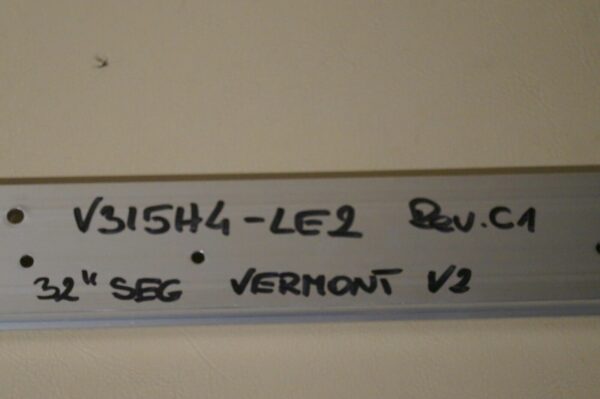 V315H4-LE2 Rev.C1
32" SEG VERMONT V2